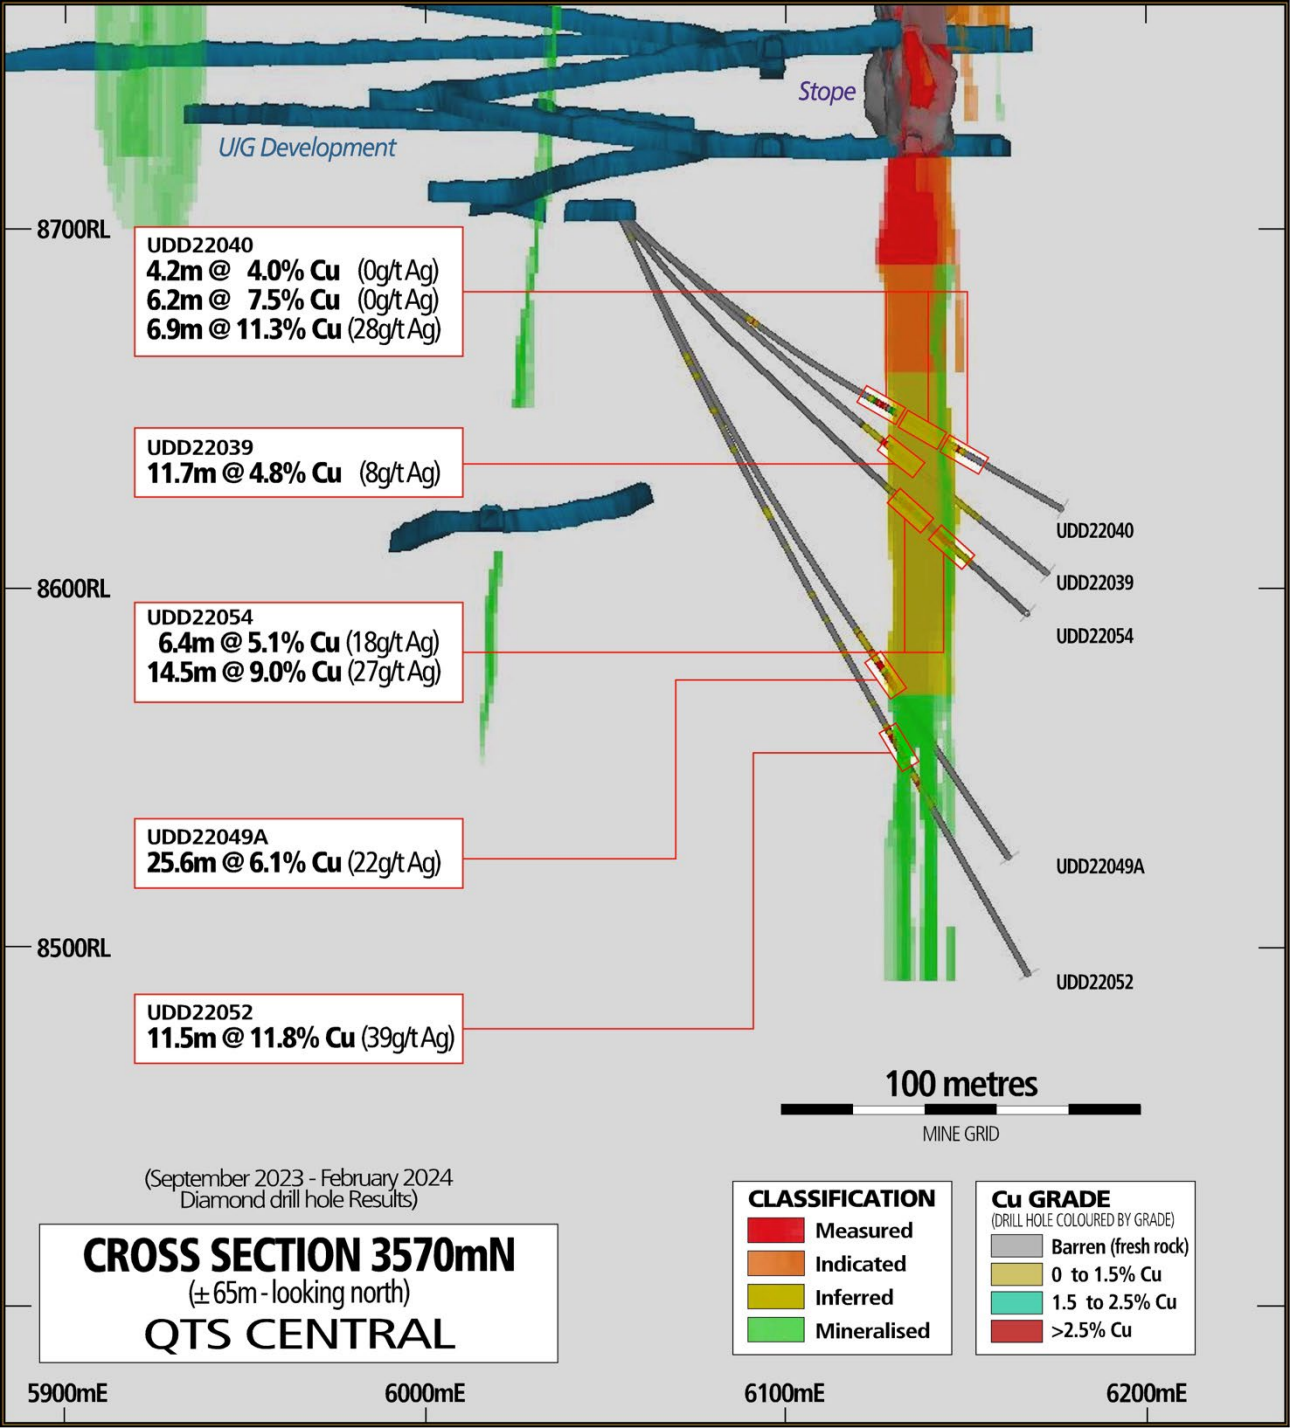 Stope
U/G Development
8700RL
UDD22040
4.2m @ 4.0% Cu (0g/t Ag)
6.2m @ 7.5% Cu (0g/t Ag)
6.9m @ 11.3% Cu (28g/t Ag)
UDD22039
11.7m @ 4.8% Cu (8g/t Ag)
UDD22040
UDD22039
8600RL
UDD22054
6.4m @ 5.1% Cu (18g/t Ag)
14.5m @ 9.0% Cu (27g/t Ag)
UDD22054
UDD22049A
25.6m @ 6.1% Cu (22g/t Ag)
UDD22049A
8500RL
UDD22052
UDD22052
11.5m @ 11.8% Cu (39g/t Ag)
100 metres
MINE GRID
(September 2023 - February 2024
Diamond drill hole Results)
CROSS SECTION 3570mN
(± 65m - looking north)
QTS CENTRAL
CLASSIFICATION
Measured
Indicated
Inferred
Mineralised
Cu GRADE
(DRILL HOLE COLOURED BY GRADE)
Barren (fresh rock)
0 to 1.5% Cu
1.5 to 2.5% Cu
>2.5% Cu
5900mE
6000mE
6100mE
6200mE